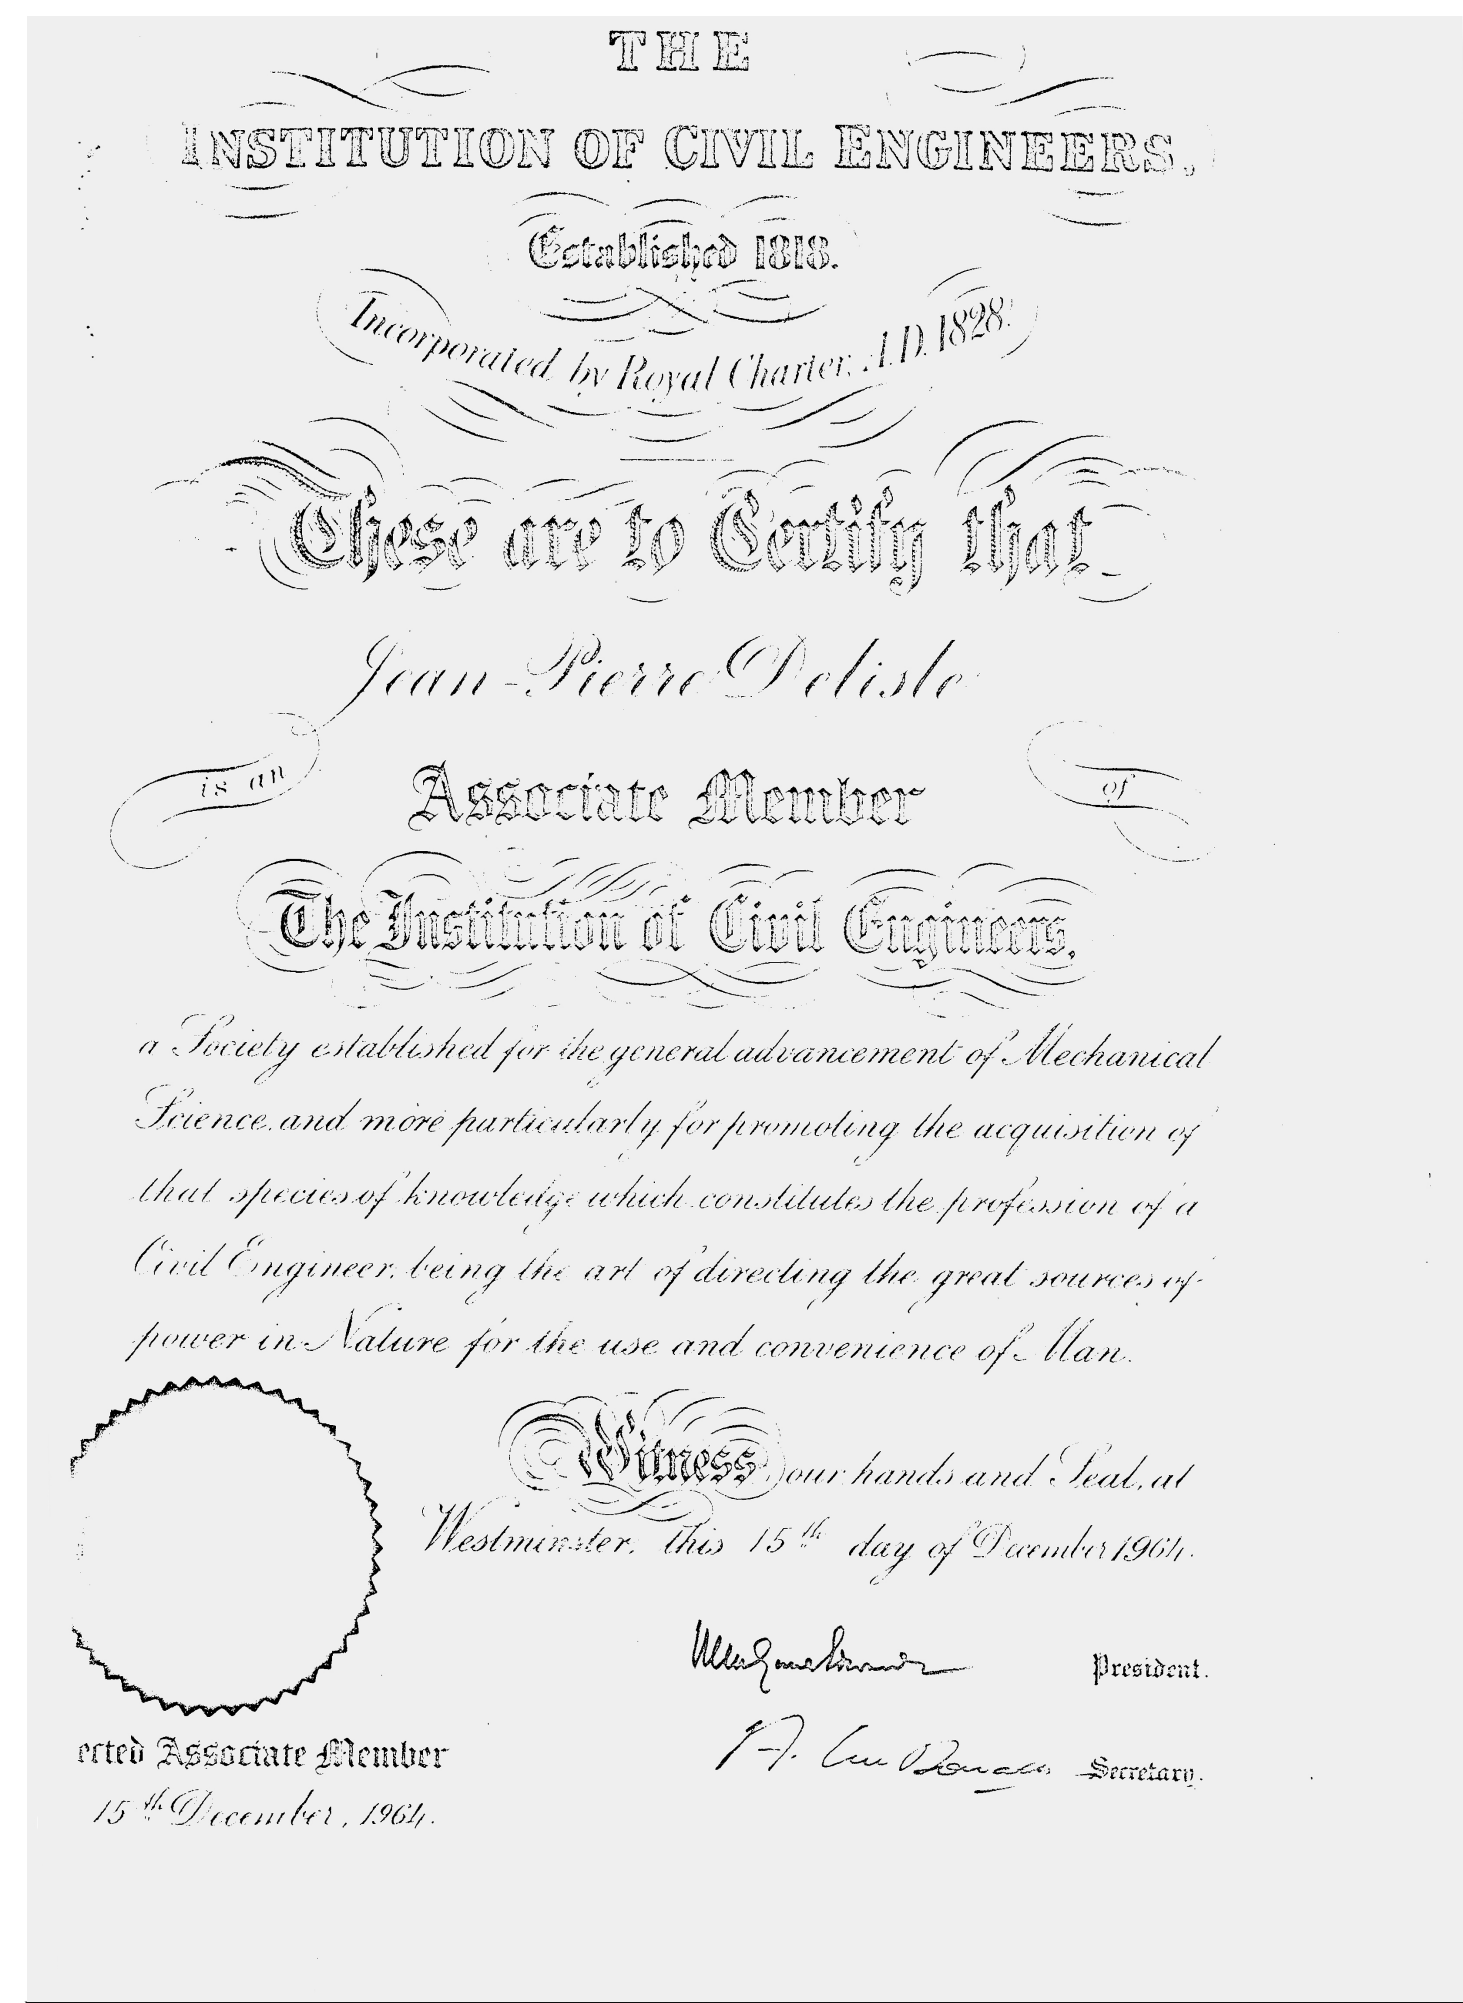 THE
INSTITUTION OF CIVIL ENGINEERS,
Established 1818.
Incorporated by Royal Charter, A.D. 1828.
These are to Certify that
Jean-Pierre Delisle
is an Associate Member of
The Institution of Civil Engineers,
a Society established for the general advancement of Mechanical
Science, and more particularly for promoting the acquisition of
that species of knowledge which constitutes the profession of a
Civil Engineer, being the art of directing the great sources of
power in Nature for the use and convenience of Man.
Witness our hands and Seal, at
Westminster, this 15th day of December 1964.
President.
ected Associate Member
Secretary.
15th December, 1964.